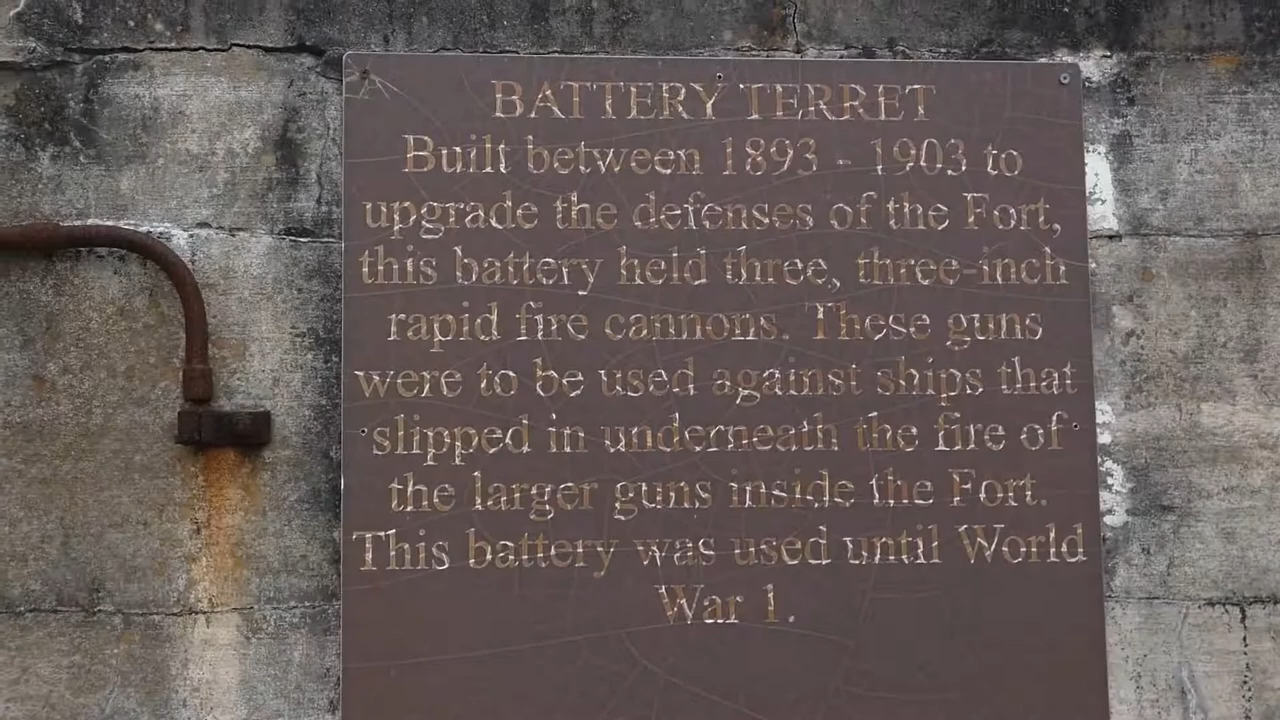 BATTERY TERRET
Built between 1893 - 1903 to
upgrade the defenses of the Fort,
this battery held three, three-inch
rapid fire cannons. These guns
were to be used against ships that
slipped in underneath the fire of
the larger guns inside the Fort.
This battery was used until World
War 1.